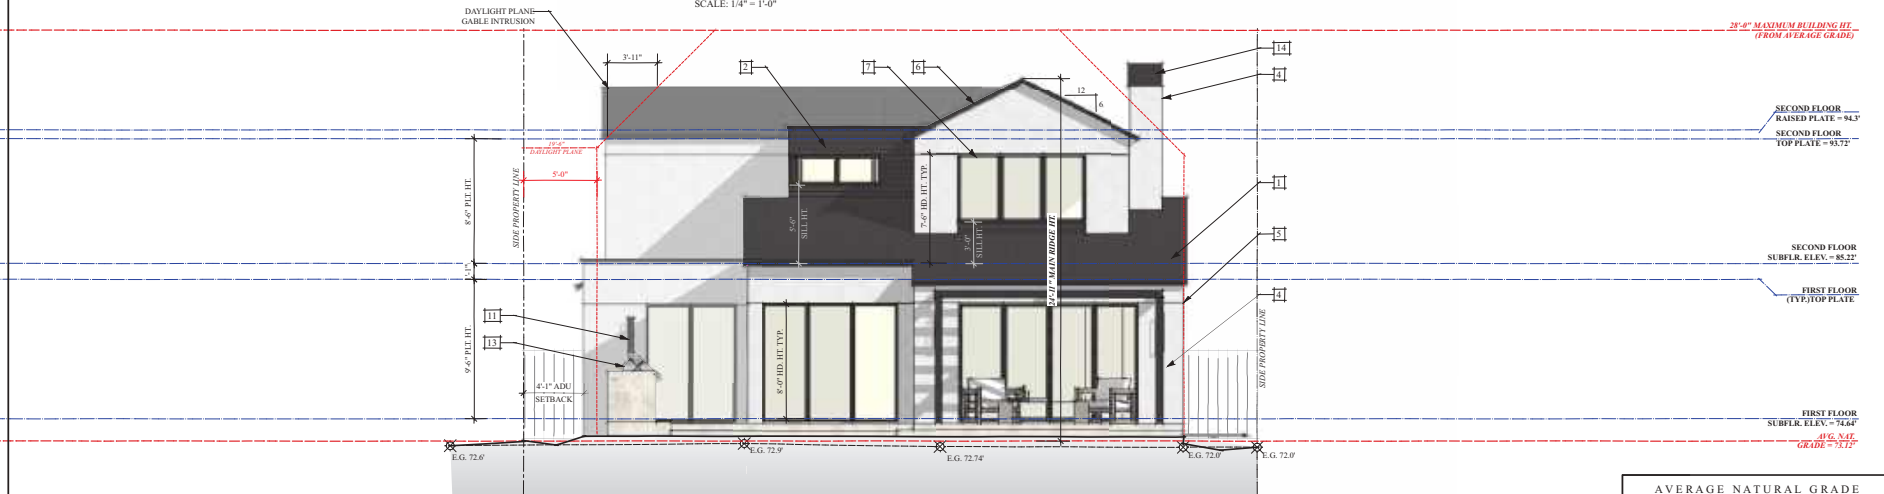 SCALE: 1/4" = 1'-0"
DAYLIGHT PLANE
GABLE INTRUSION
28'-0" MAXIMUM BUILDING HT.
(FROM AVERAGE GRADE)
3'-11"
2
7
6
14
4
12
6
SECOND FLOOR
RAISED PLATE = 94.3'
SECOND FLOOR
TOP PLATE = 93.72'
19'-6"
DAYLIGHT PLANE
5'-0"
SIDE PROPERTY LINE
8'-6" PLT. HT.
5'-6"
SILL HT.
7'-6" HD. HT. TYP.
3'-0"
SILL HT.
24'-11" MAIN RIDGE HT.
1
5
SECOND FLOOR
SUBFLR. ELEV. = 85.22'
1'-1"
FIRST FLOOR
(TYP.)TOP PLATE
4
11
13
9'-6" PLT. HT.
8'-0" HD. HT. TYP.
SIDE PROPERTY LINE
4'-1" ADU
SETBACK
FIRST FLOOR
SUBFLR. ELEV. = 74.64'
AVG. NAT.
GRADE = 73.12'
E.G. 72.6'
E.G. 72.9'
E.G. 72.74'
E.G. 72.0'
E.G. 72.0'
AVERAGE NATURAL GRADE